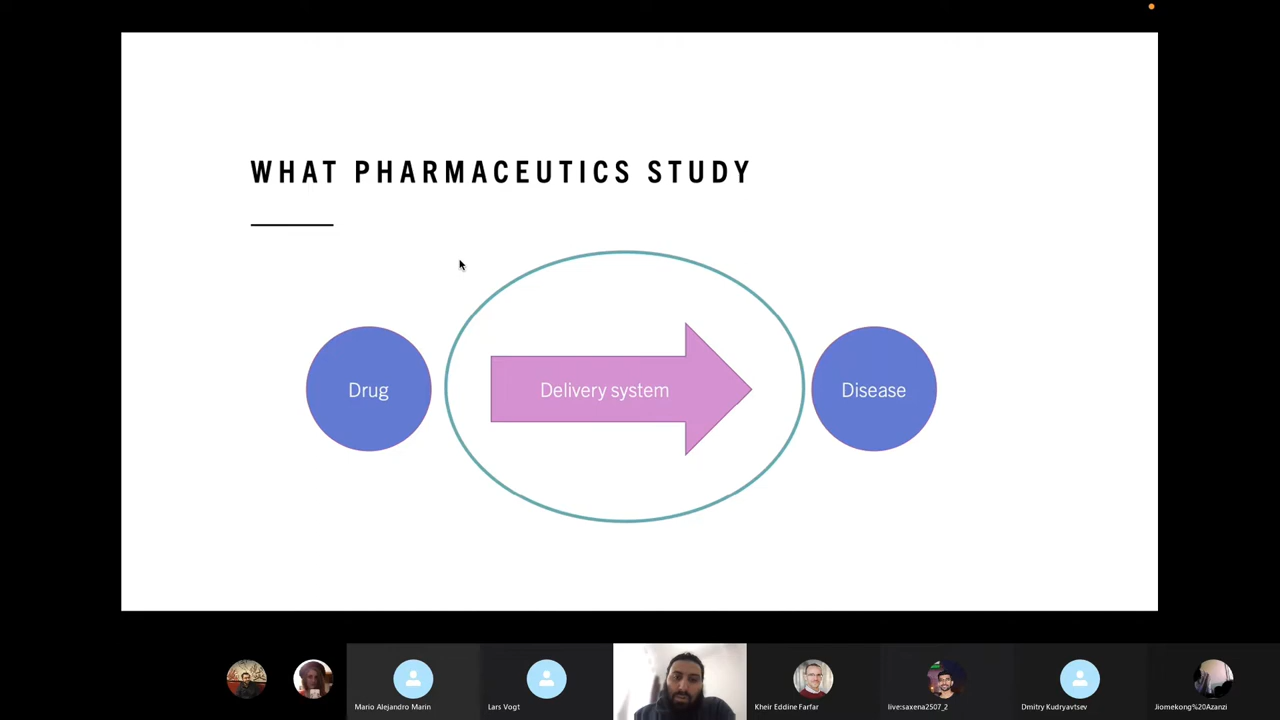 WHAT PHARMACEUTICS STUDY
Drug
Delivery system
Disease
Mario Alejandro Marin
Lars Vogt
Kheir Eddine Farfar
live:saxena2507_2
Dmitry Kudryavtsev
Jiomekong%20Azanzi